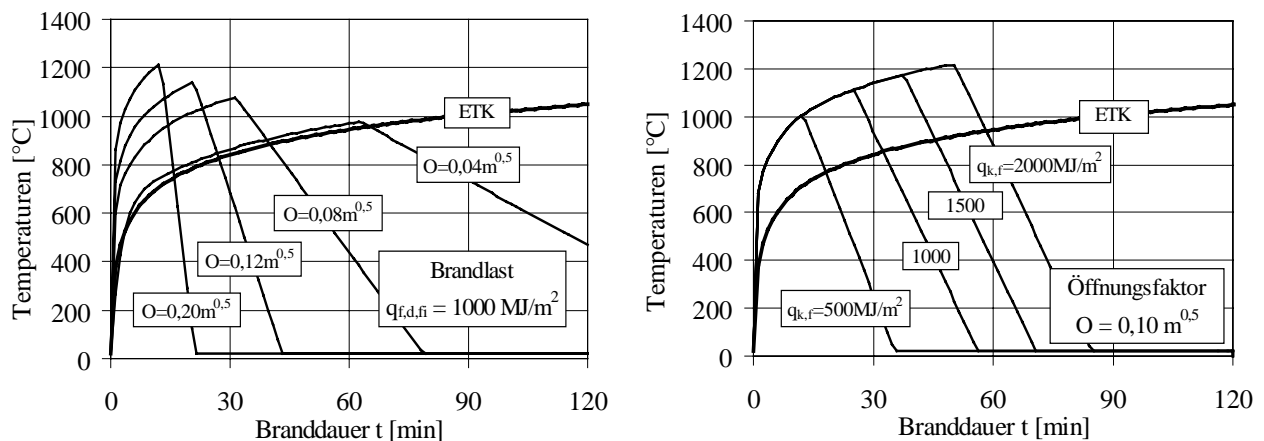 Temperaturen [°C]
1400
1200
1000
800
600
400
200
0
0 30 60 90 120
Branddauer t [min]
ETK
O=0,04m^0,5
O=0,08m^0,5
O=0,12m^0,5
O=0,20m^0,5
Brandlast
q_f,d,fi = 1000 MJ/m²
Temperaturen [°C]
1400
1200
1000
800
600
400
200
0
0 30 60 90 120
Branddauer t [min]
ETK
q_k,f=2000MJ/m²
1500
1000
q_k,f=500MJ/m²
Öffnungsfaktor
O = 0,10 m^0,5